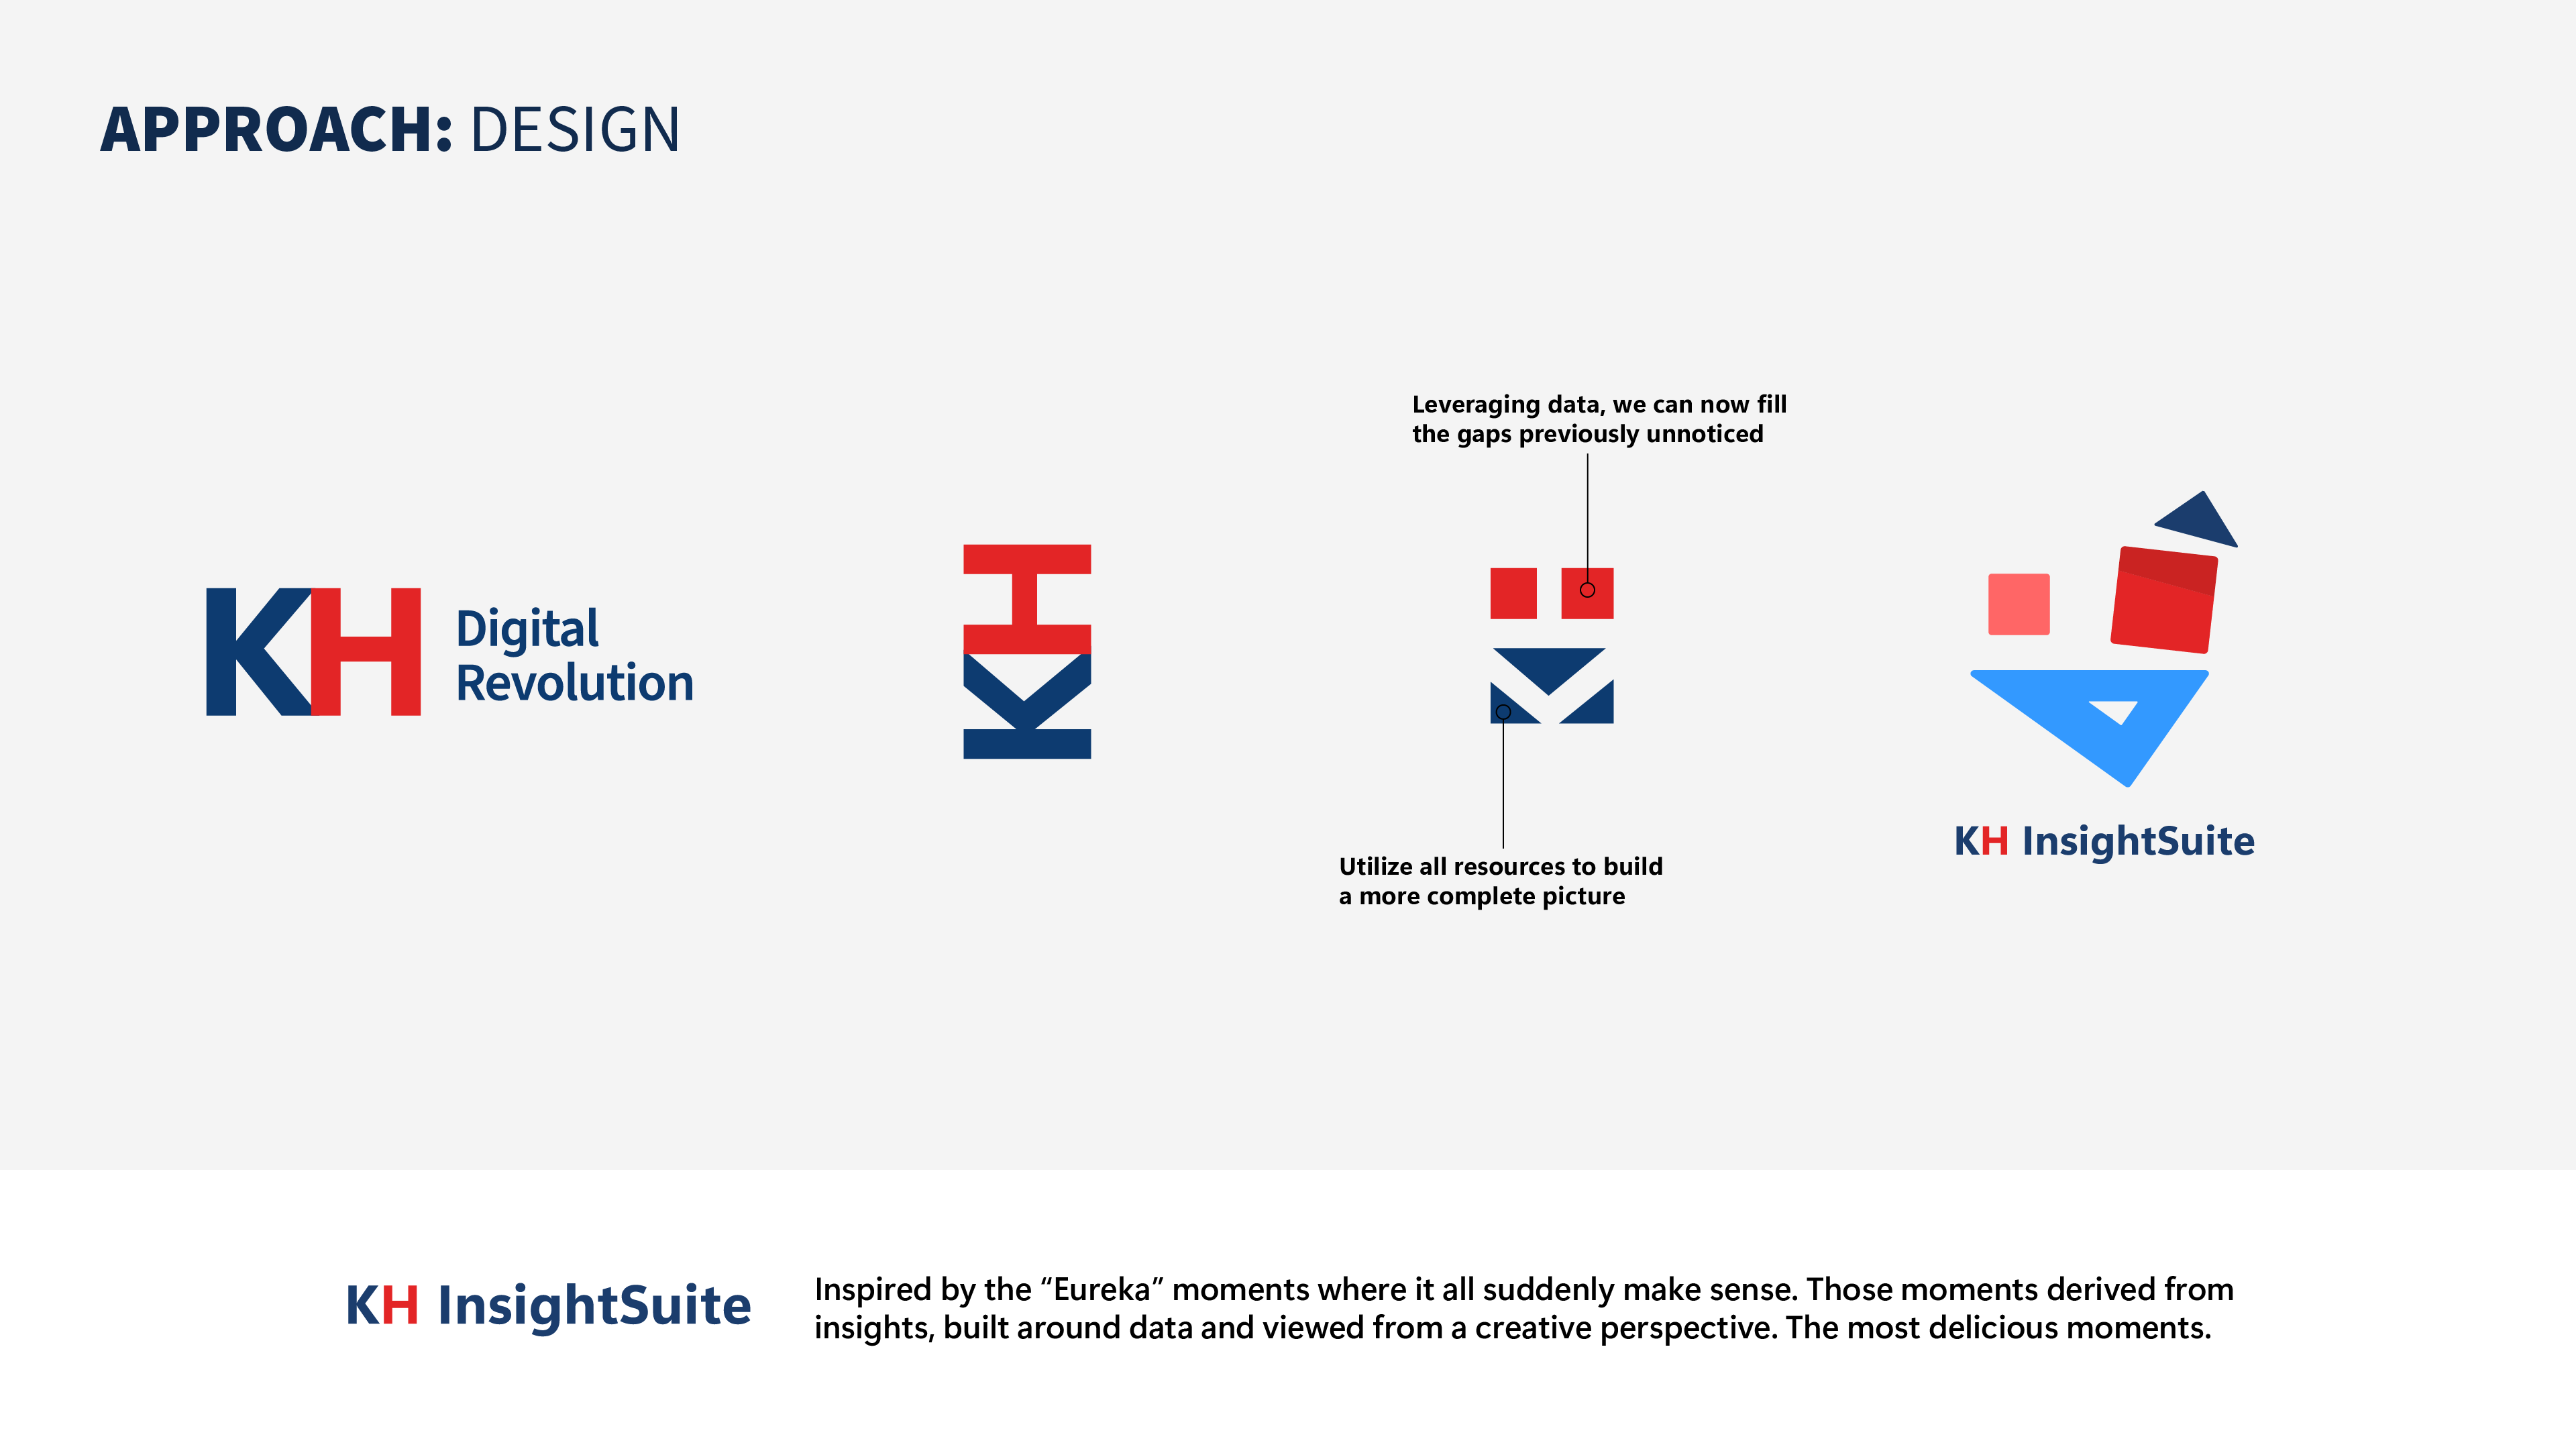 APPROACH: DESIGN
Leveraging data, we can now fill
the gaps previously unnoticed
KH
Digital
Revolution
KH
Utilize all resources to build
a more complete picture
KH InsightSuite
KH InsightSuite
Inspired by the “Eureka” moments where it all suddenly make sense. Those moments derived from
insights, built around data and viewed from a creative perspective. The most delicious moments.